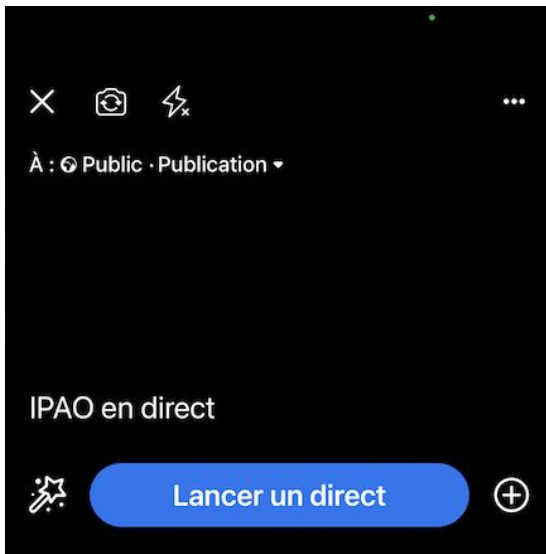 À : Public · Publication
IPAO en direct
Lancer un direct